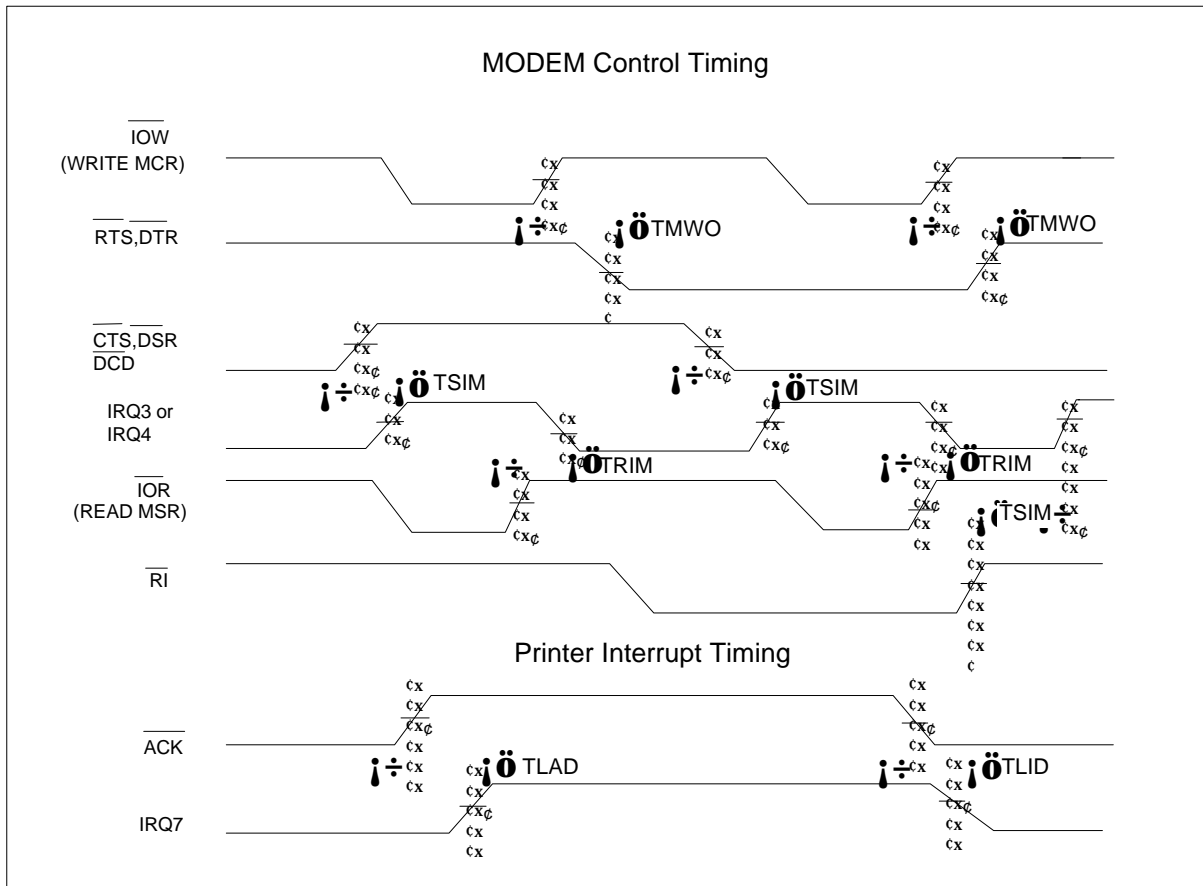 MODEM Control Timing
IOW
(WRITE MCR)
RTS,DTR
TMWO
TMWO
CTS,DSR
DCD
TSIM
TSIM
IRQ3 or
IRQ4
TRIM
TRIM
IOR
(READ MSR)
TSIM
RI
Printer Interrupt Timing
ACK
TLAD
TLID
IRQ7